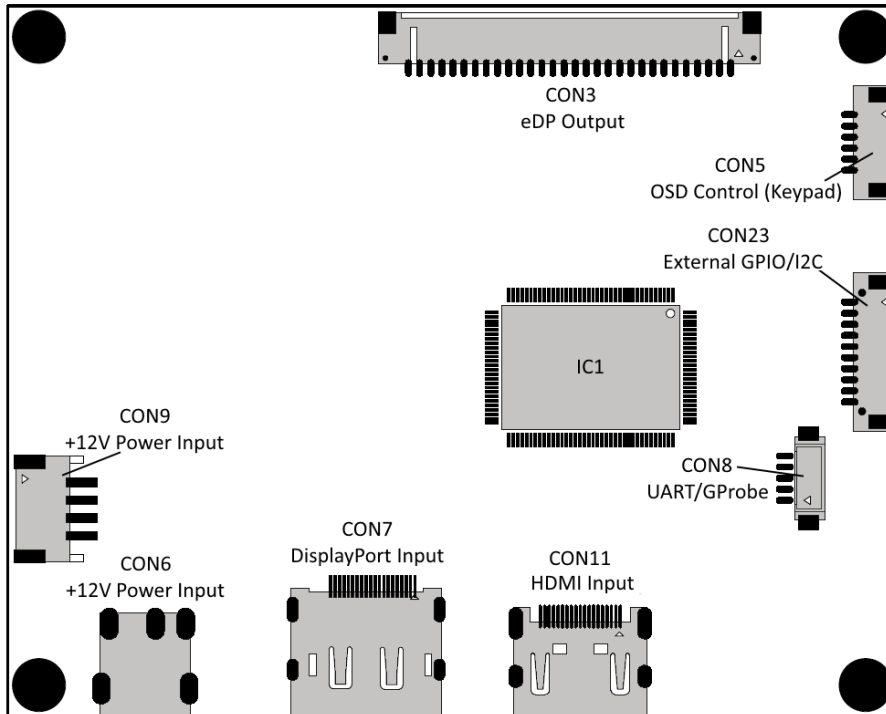 CON3
eDP Output
CON5
OSD Control (Keypad)
CON23
External GPIO/I2C
IC1
CON9
+12V Power Input
CON8
UART/GProbe
CON7
DisplayPort Input
CON11
HDMI Input
CON6
+12V Power Input